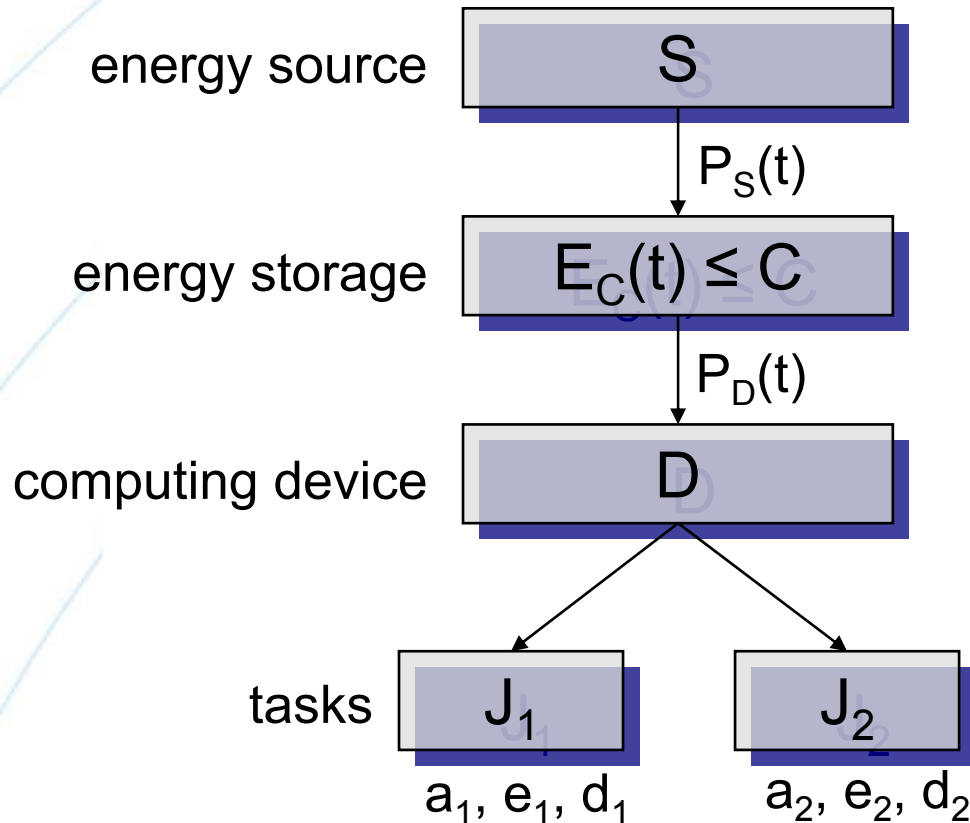 energy source
S
P_S(t)
energy storage
E_C(t) ≤ C
P_D(t)
computing device
D
tasks
J_1
J_2
a_1, e_1, d_1
a_2, e_2, d_2